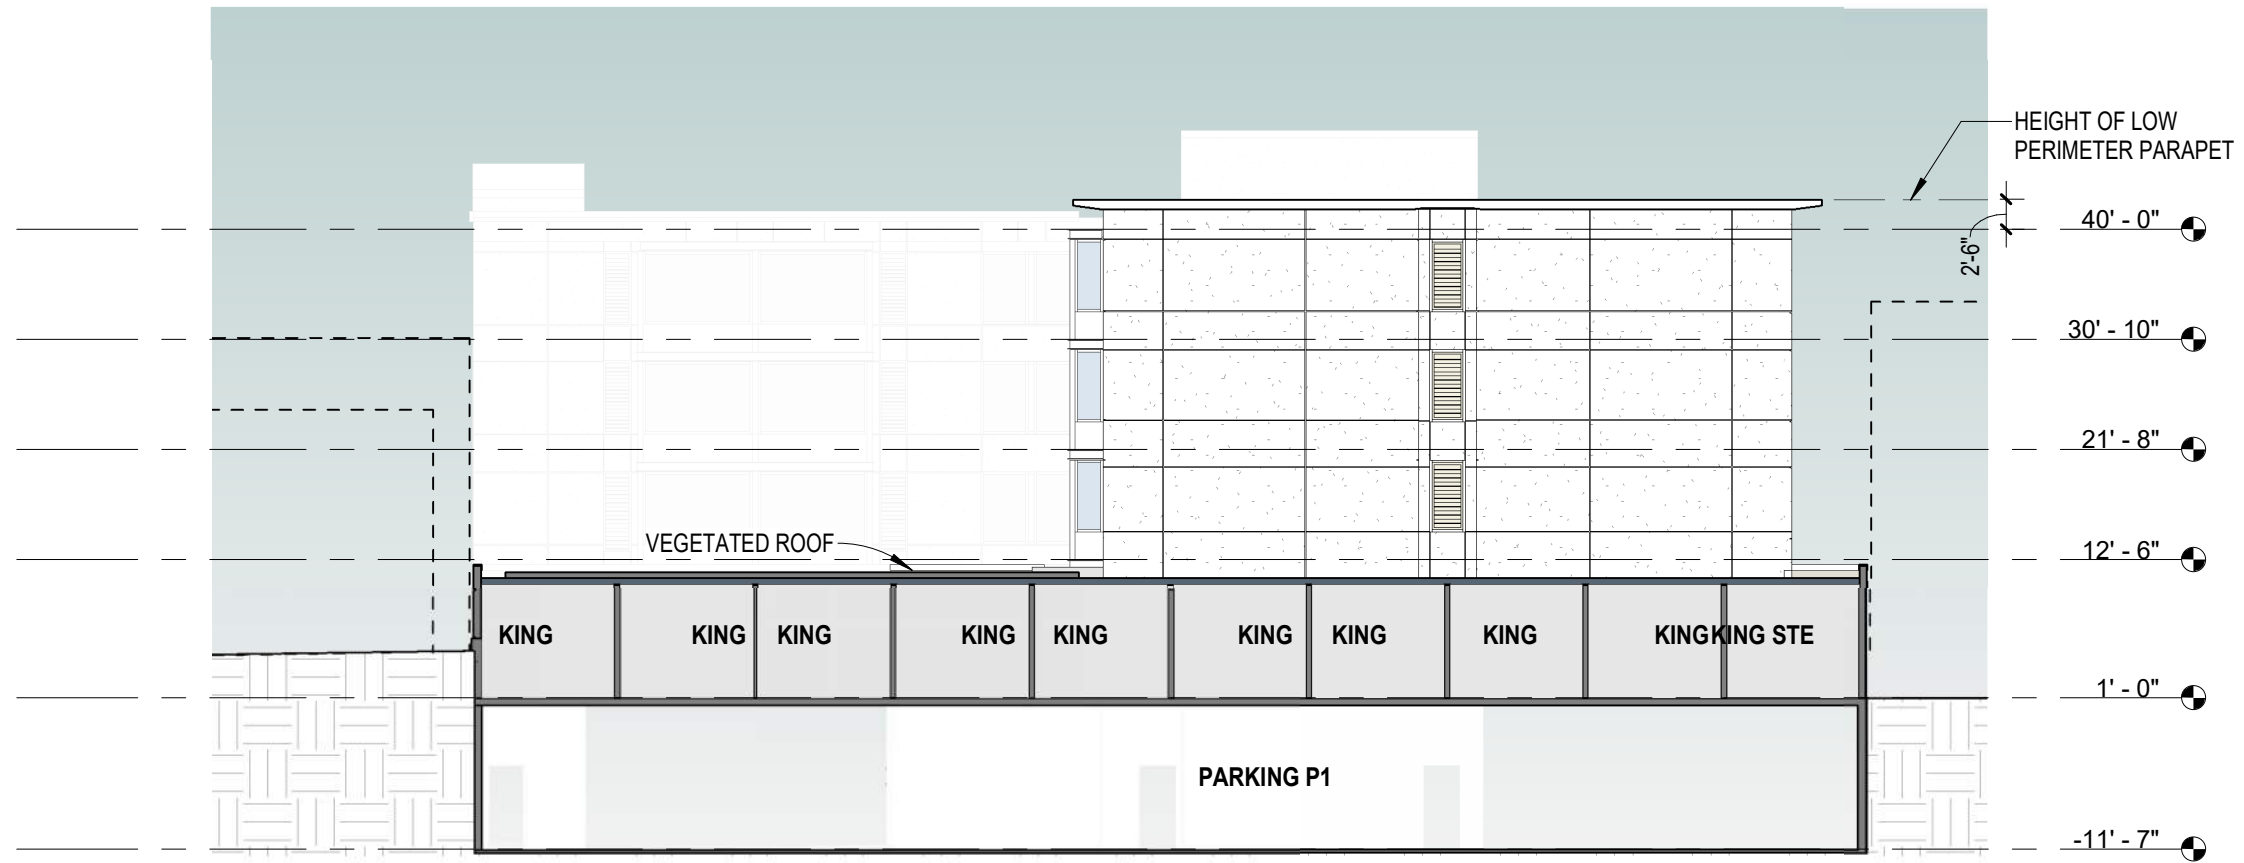 HEIGHT OF LOW
PERIMETER PARAPET
40' - 0"
2'-6"
30' - 10"
21' - 8"
VEGETATED ROOF
12' - 6"
KING KING KING KING KING KING KING KING KING KING STE
1' - 0"
PARKING P1
-11' - 7"